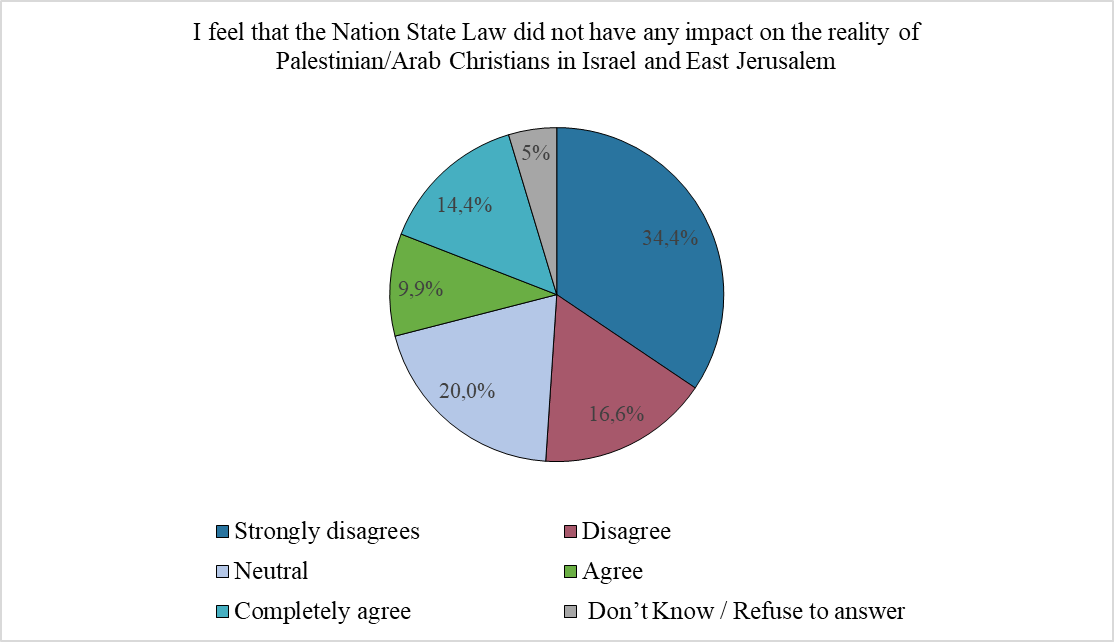 I feel that the Nation State Law did not have any impact on the reality of
Palestinian/Arab Christians in Israel and East Jerusalem
5%
14,4%
34,4%
9,9%
20,0%
16,6%
Strongly disagrees
Disagree
Neutral
Agree
Completely agree
Don’t Know / Refuse to answer